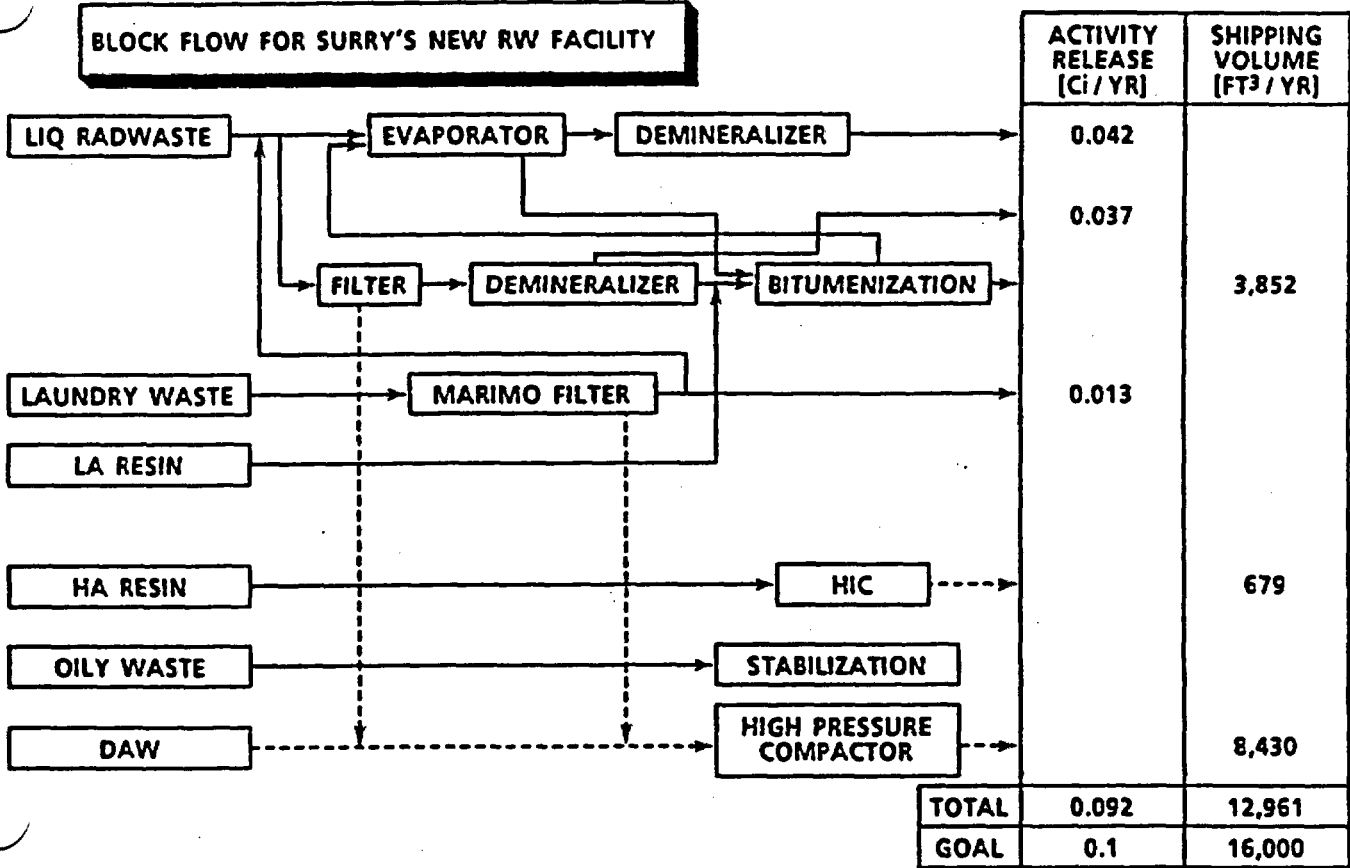 BLOCK FLOW FOR SURRY'S NEW RW FACILITY
ACTIVITY
RELEASE
[Ci / YR]
SHIPPING
VOLUME
[FT³ / YR]
LIQ RADWASTE
EVAPORATOR
DEMINERALIZER
0.042
0.037
FILTER
DEMINERALIZER
BITUMENIZATION
3,852
LAUNDRY WASTE
MARIMO FILTER
0.013
LA RESIN
HA RESIN
HIC
679
OILY WASTE
STABILIZATION
DAW
HIGH PRESSURE
COMPACTOR
8,430
TOTAL
0.092
12,961
GOAL
0.1
16,000